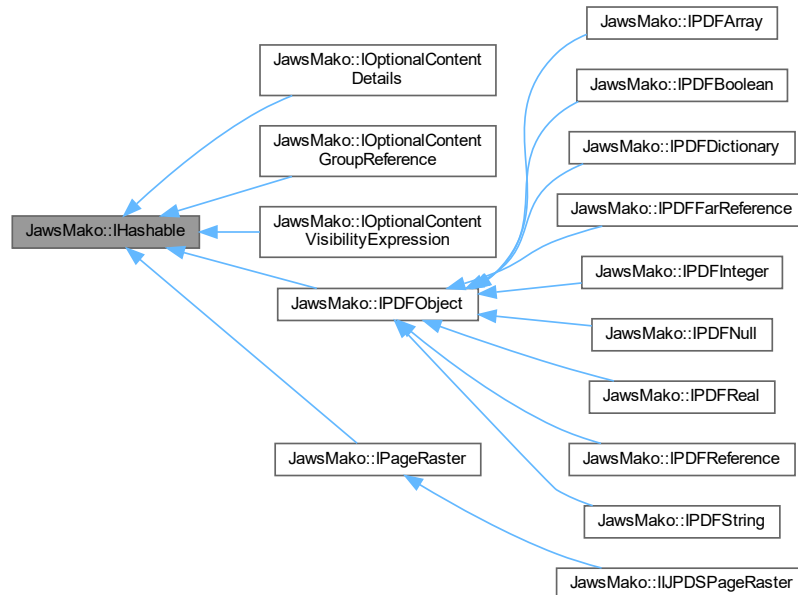 JawsMako::IHashable
JawsMako::IOptionalContent
Details
JawsMako::IOptionalContent
GroupReference
JawsMako::IOptionalContent
VisibilityExpression
JawsMako::IPDFObject
JawsMako::IPageRaster
JawsMako::IPDFArray
JawsMako::IPDFBoolean
JawsMako::IPDFDictionary
JawsMako::IPDFFarReference
JawsMako::IPDFInteger
JawsMako::IPDFNull
JawsMako::IPDFReal
JawsMako::IPDFReference
JawsMako::IPDFString
JawsMako::IIJPDSPageRaster